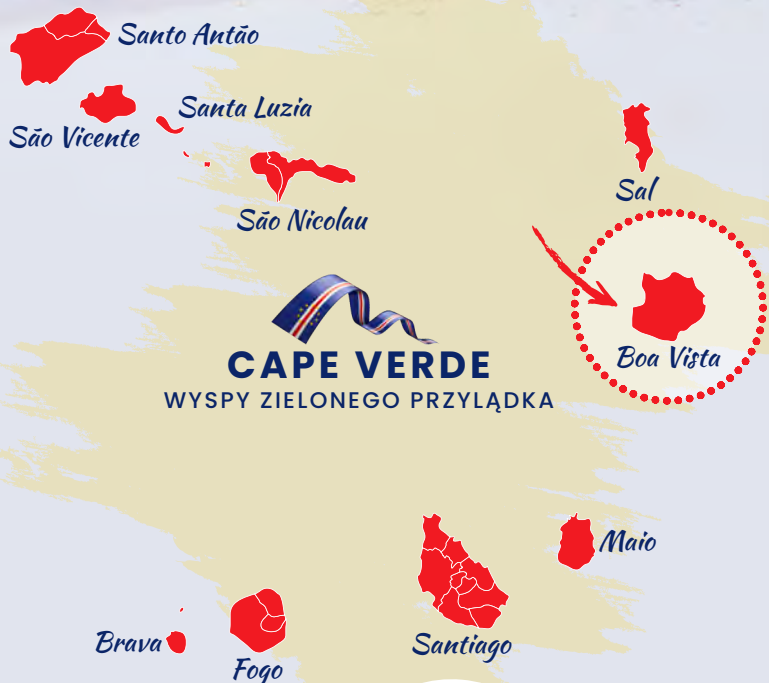 Santo Antão
Santa Luzia
São Vicente
Sal
São Nicolau
Boa Vista
CAPE VERDE
WYSPY ZIELONEGO PRZYLĄDKA
Maio
Brava
Santiago
Fogo